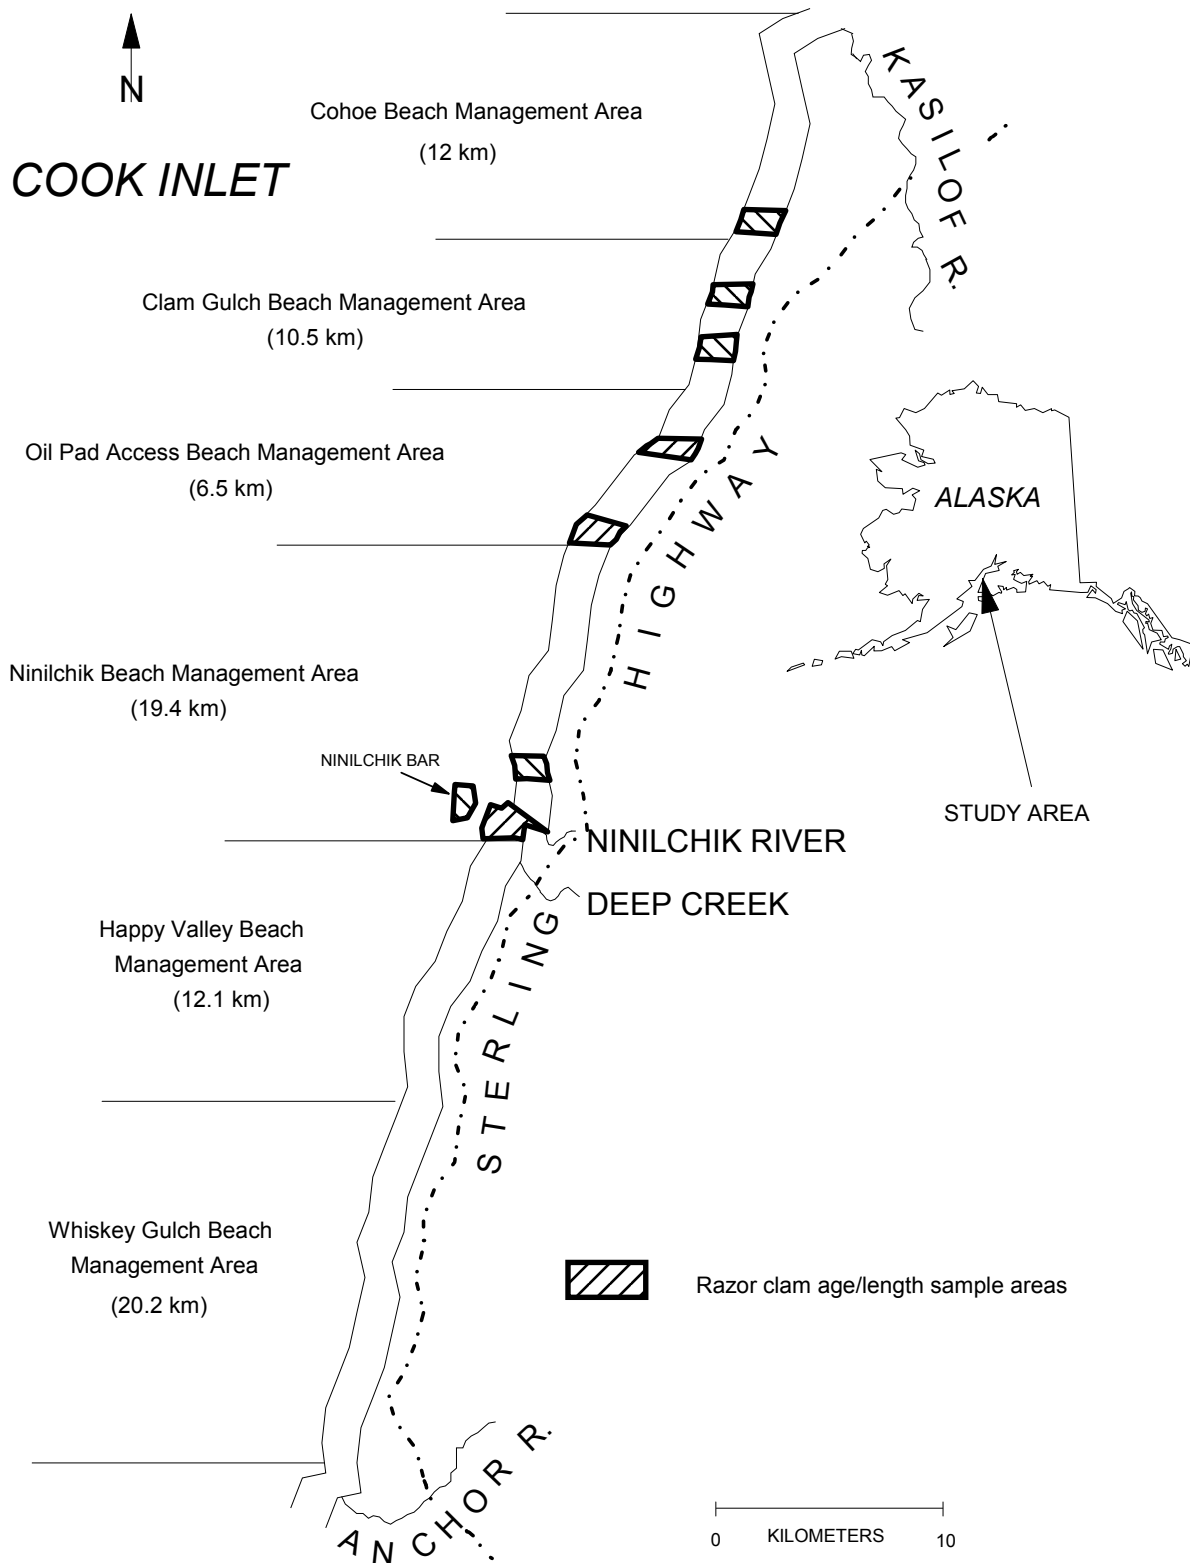 N
COOK INLET
Cohoe Beach Management Area
(12 km)
KASILOF R.
Clam Gulch Beach Management Area
(10.5 km)
Oil Pad Access Beach Management Area
(6.5 km)
HIGHWAY
ALASKA
Ninilchik Beach Management Area
(19.4 km)
NINILCHIK BAR
STUDY AREA
NINILCHIK RIVER
DEEP CREEK
Happy Valley Beach
Management Area
(12.1 km)
STERLING
Whiskey Gulch Beach
Management Area
(20.2 km)
Razor clam age/length sample areas
ANCHOR R.
0 KILOMETERS 10